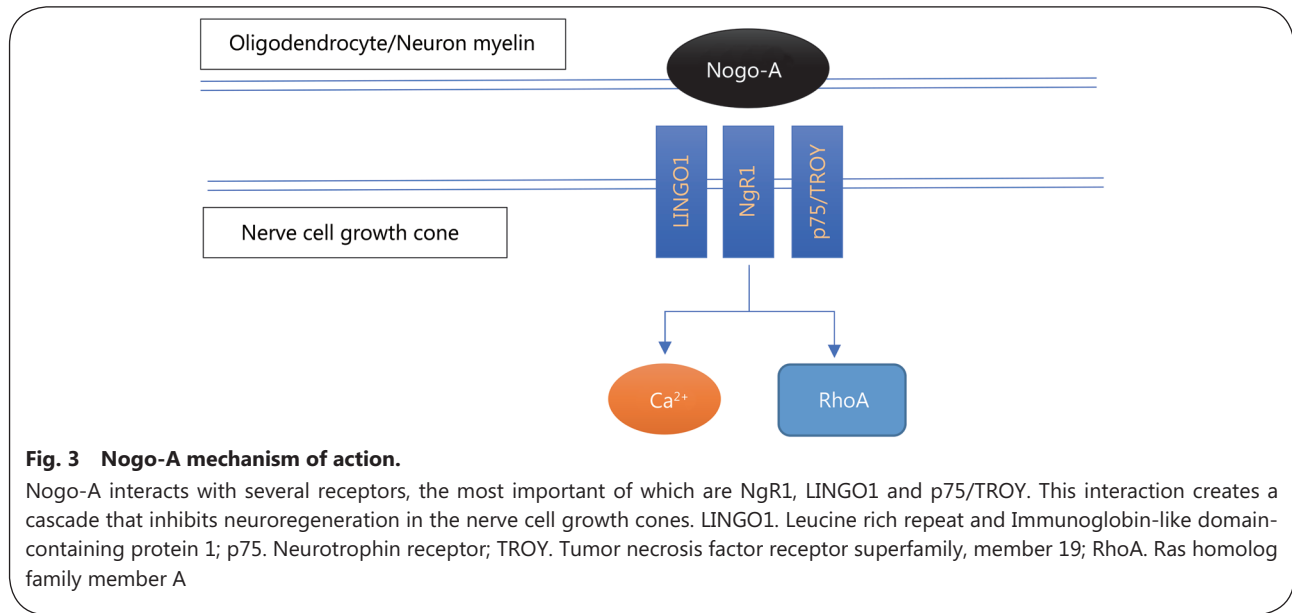 Oligodendrocyte/Neuron myelin
Nogo-A
LINGO1
NgR1
p75/TROY
Nerve cell growth cone
Ca²⁺
RhoA
Fig. 3 Nogo-A mechanism of action.
Nogo-A interacts with several receptors, the most important of which are NgR1, LINGO1 and p75/TROY. This interaction creates a
cascade that inhibits neuroregeneration in the nerve cell growth cones. LINGO1. Leucine rich repeat and Immunoglobin-like domain-
containing protein 1; p75. Neurotrophin receptor; TROY. Tumor necrosis factor receptor superfamily, member 19; RhoA. Ras homolog
family member A